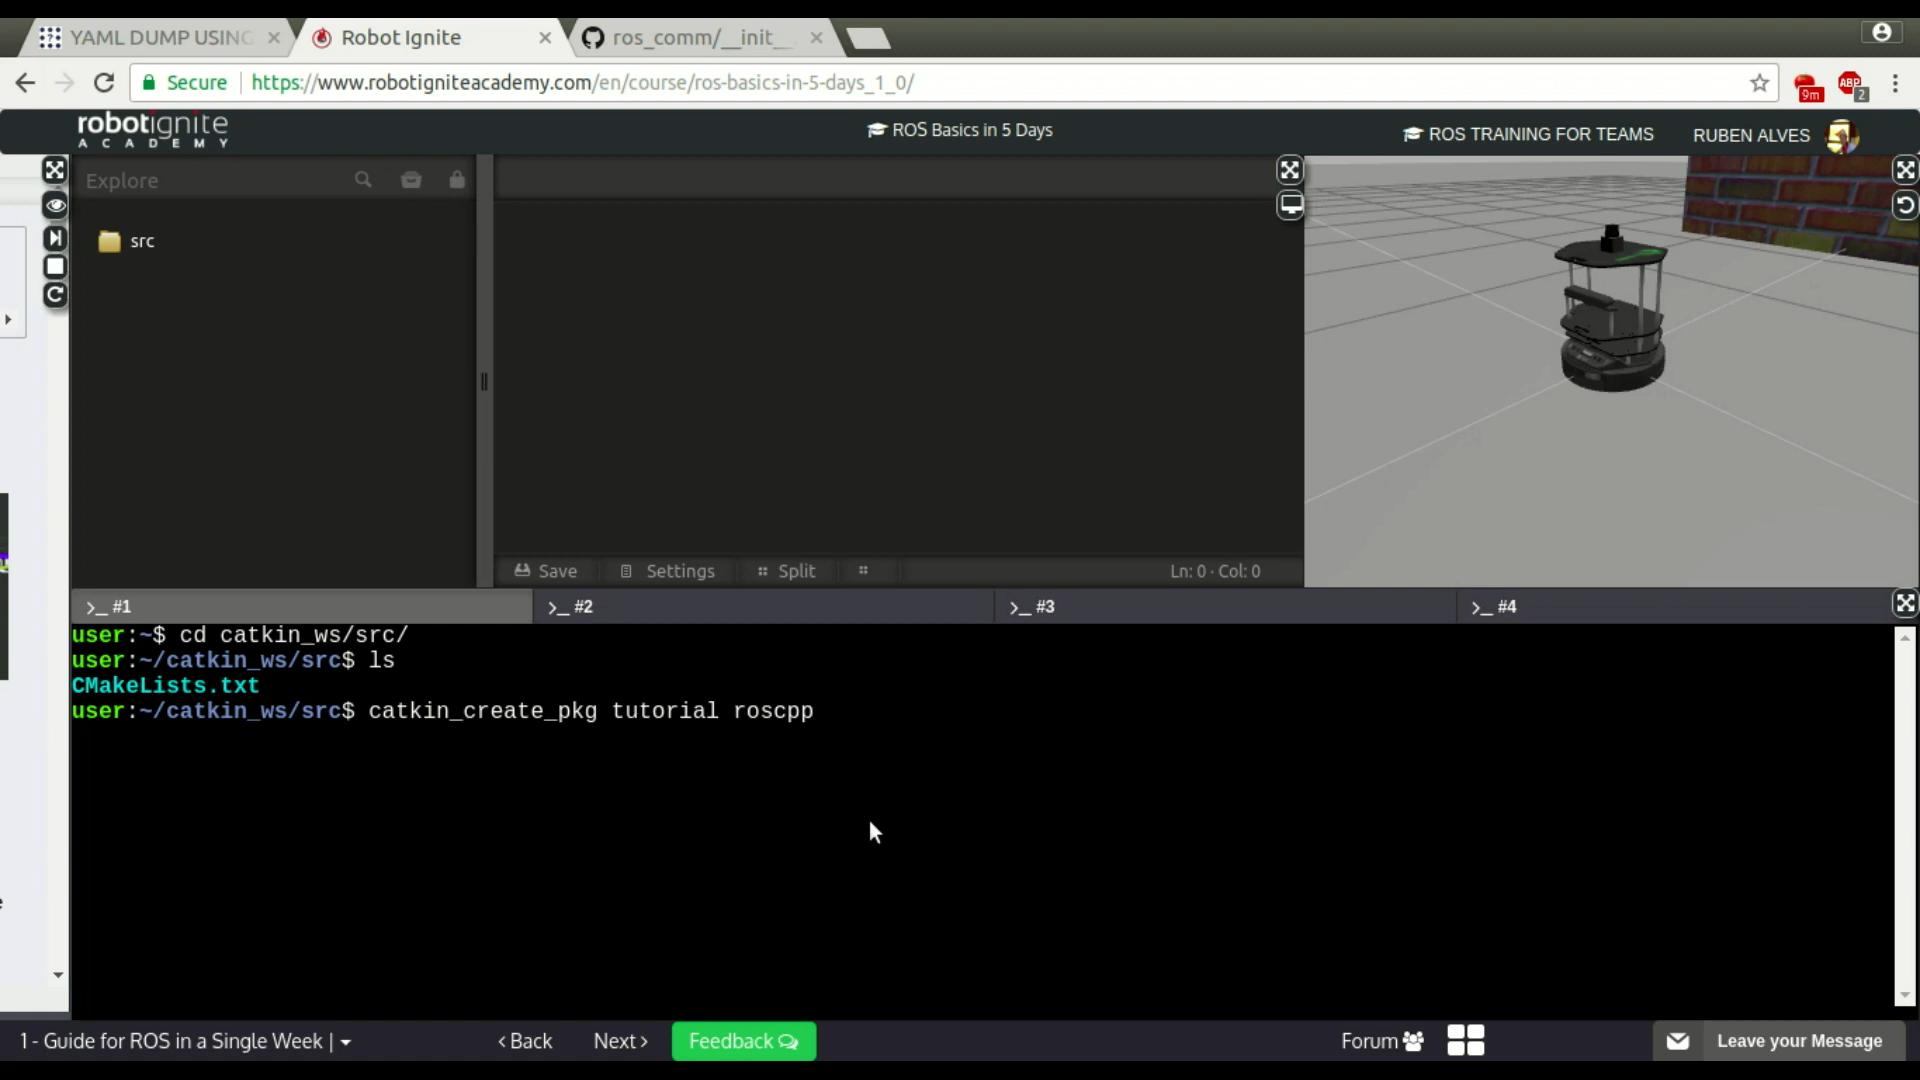 YAML DUMP USING
Robot Ignite
ros_comm/__init__
Secure
https://www.robotigniteacademy.com/en/course/ros-basics-in-5-days_1_0/
9m
ABP
2
robotignite
ACADEMY
ROS Basics in 5 Days
ROS TRAINING FOR TEAMS
RUBEN ALVES
Explore
src
Save
Settings
Split
Ln: 0 · Col: 0
>_ #1
>_ #2
>_ #3
>_ #4
user:~$ cd catkin_ws/src/
user:~/catkin_ws/src$ ls
CMakeLists.txt
user:~/catkin_ws/src$ catkin_create_pkg tutorial roscpp
1 - Guide for ROS in a Single Week |
‹ Back
Next ›
Feedback
Forum
Leave your Message